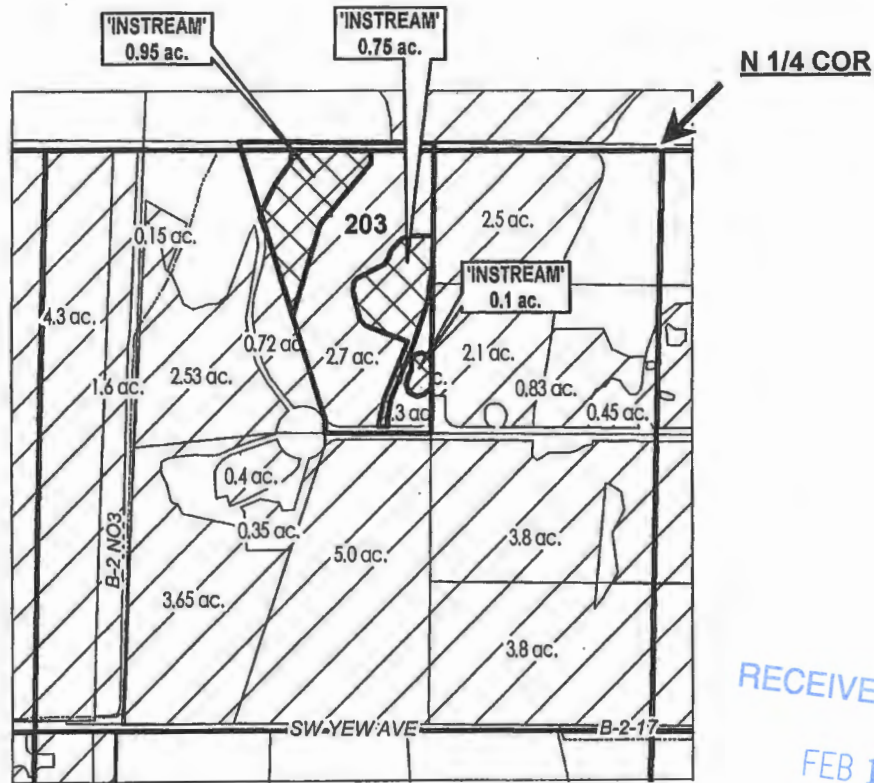 'INSTREAM'
0.95 ac.
'INSTREAM'
0.75 ac.
N 1/4 COR
203
2.5 ac.
0.15 ac.
'INSTREAM'
0.1 ac.
4.3 ac.
0.72 ac
2.7 ac.
2.1 ac.
1.6 ac.
2.53 ac.
c.
0.83 ac.
.3 ac
0.45 ac.
0.4 ac.
0.35 ac.
B-2 NO3
5.0 ac.
3.8 ac.
3.65 ac.
3.8 ac.
RECEIVE
SW YEW AVE
B-2-17
FEB 1